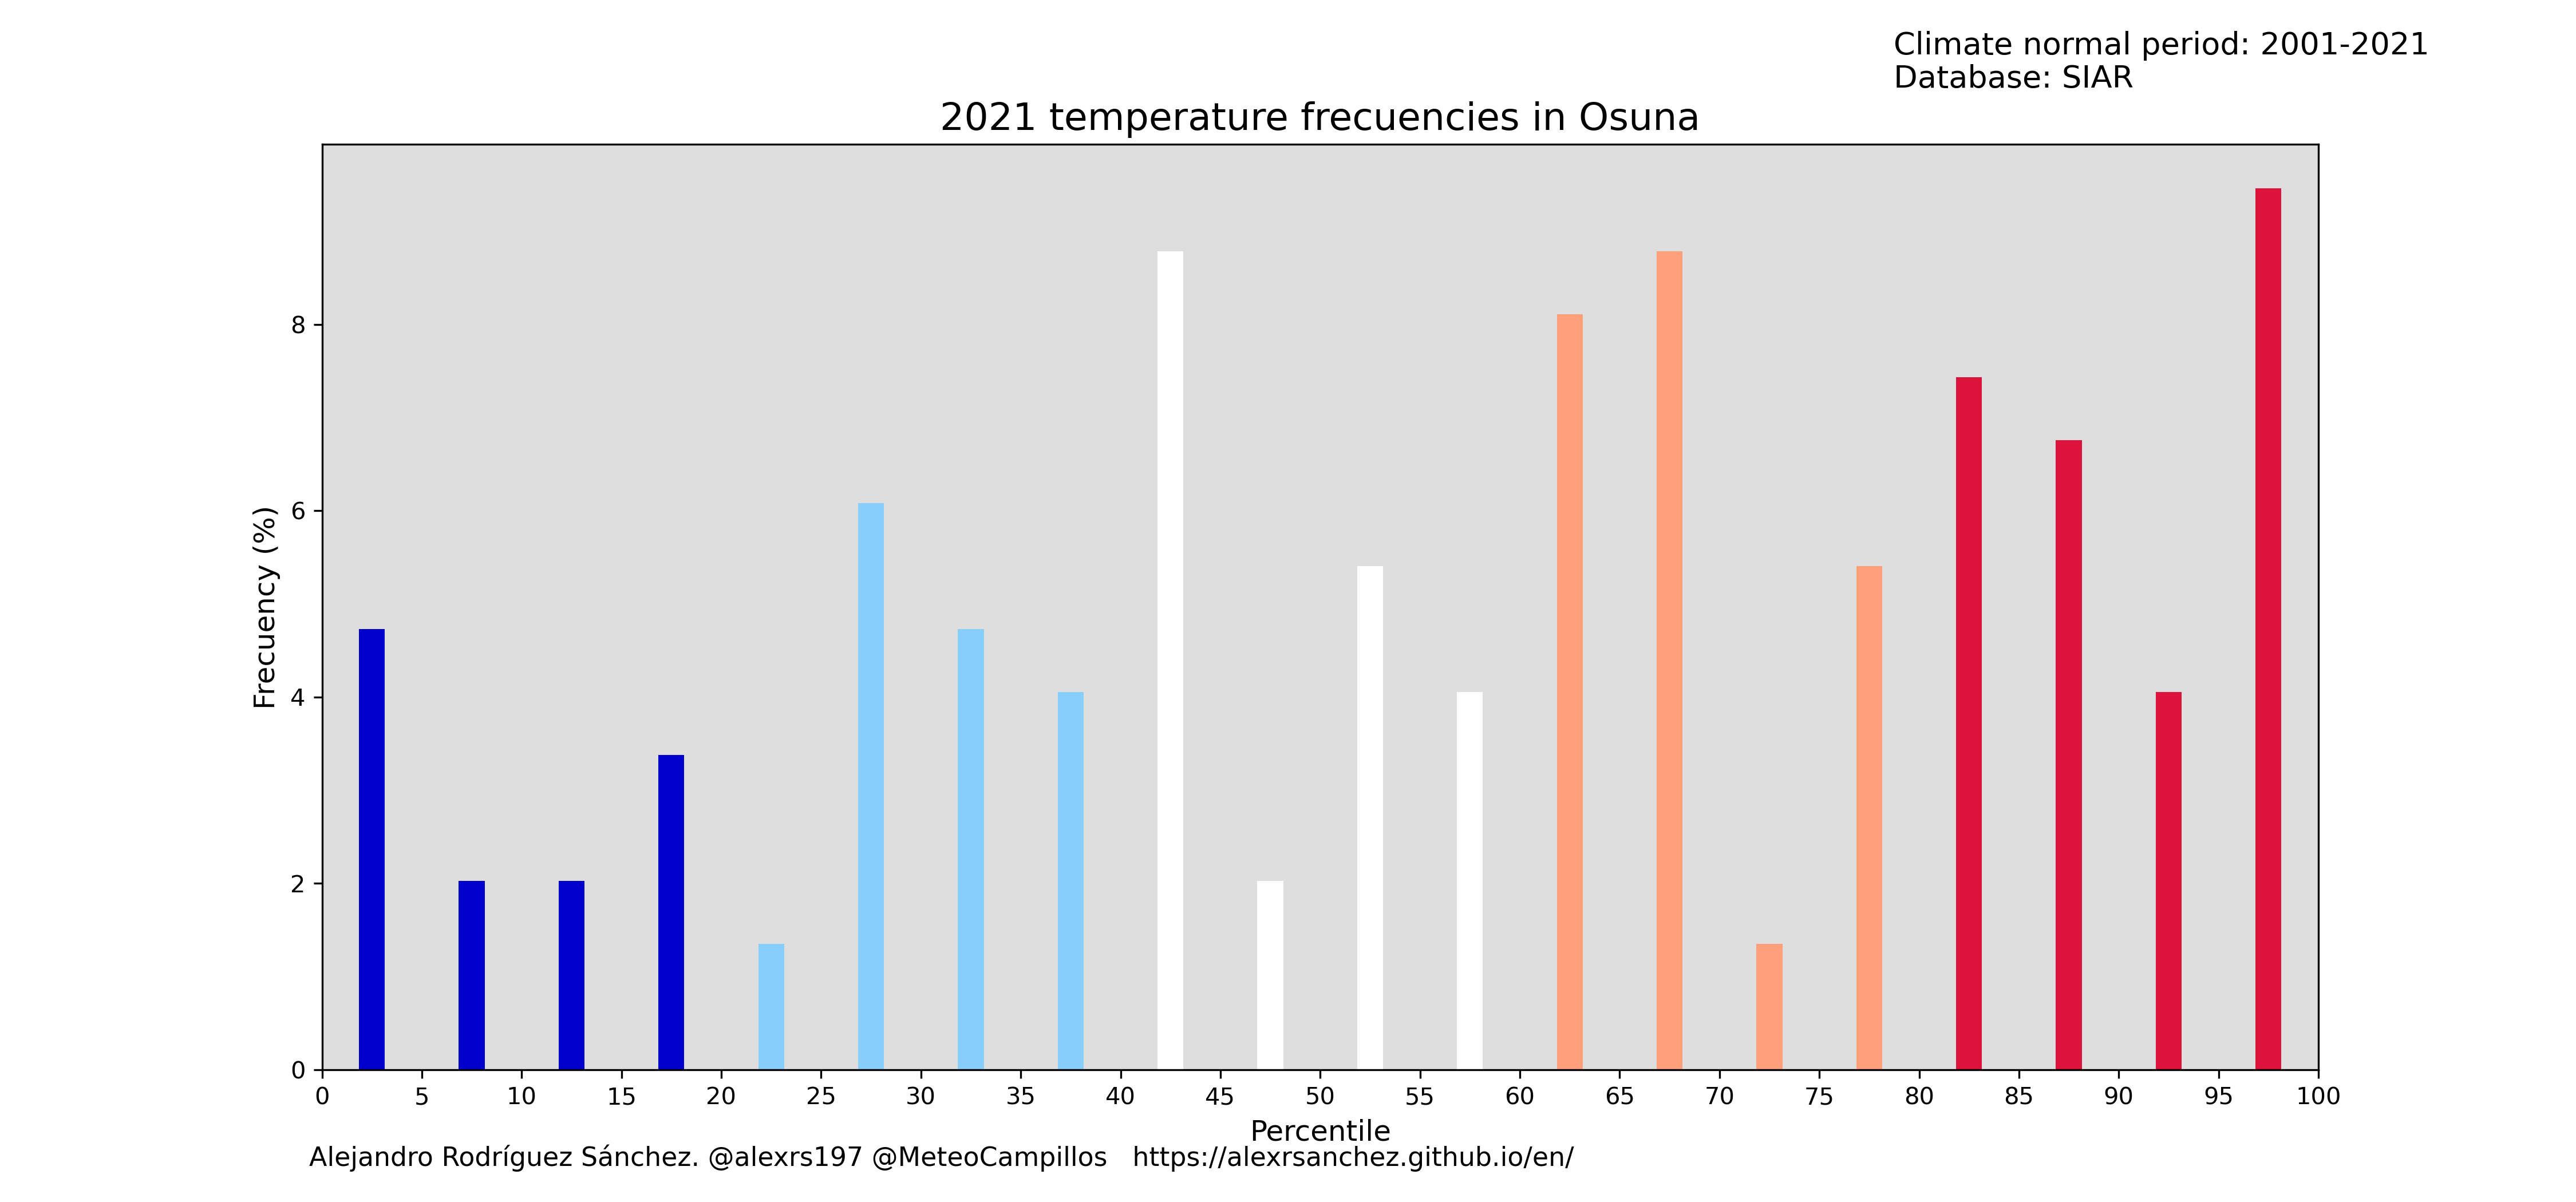 Climate normal period: 2001-2021
Database: SIAR
2021 temperature frecuencies in Osuna
Frecuency (%)
8
6
4
2
0
0 5 10 15 20 25 30 35 40 45 50 55 60 65 70 75 80 85 90 95 100
Percentile
Alejandro Rodríguez Sánchez. @alexrs197 @MeteoCampillos https://alexrsanchez.github.io/en/